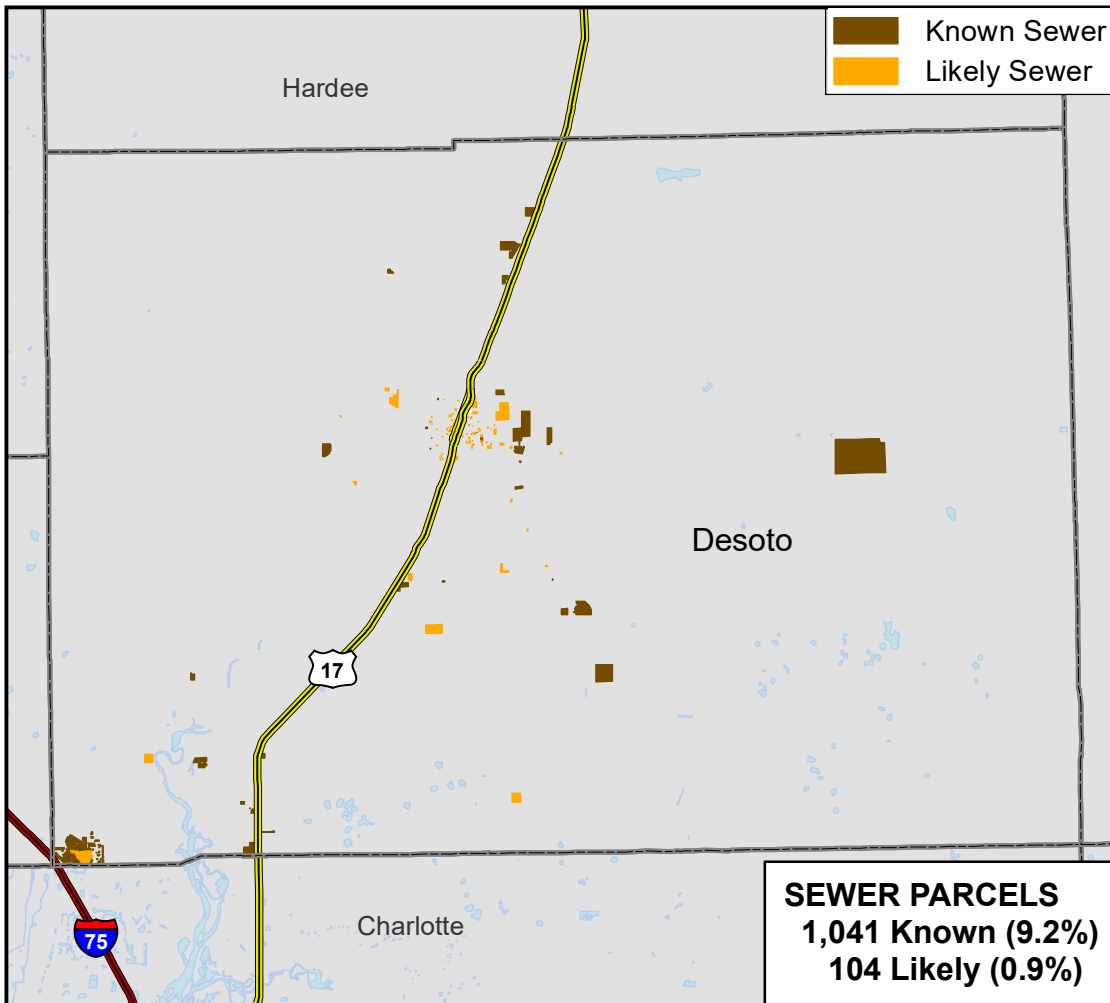 Known Sewer
Likely Sewer
Hardee
Desoto
17
Charlotte
75
SEWER PARCELS
1,041 Known (9.2%)
104 Likely (0.9%)